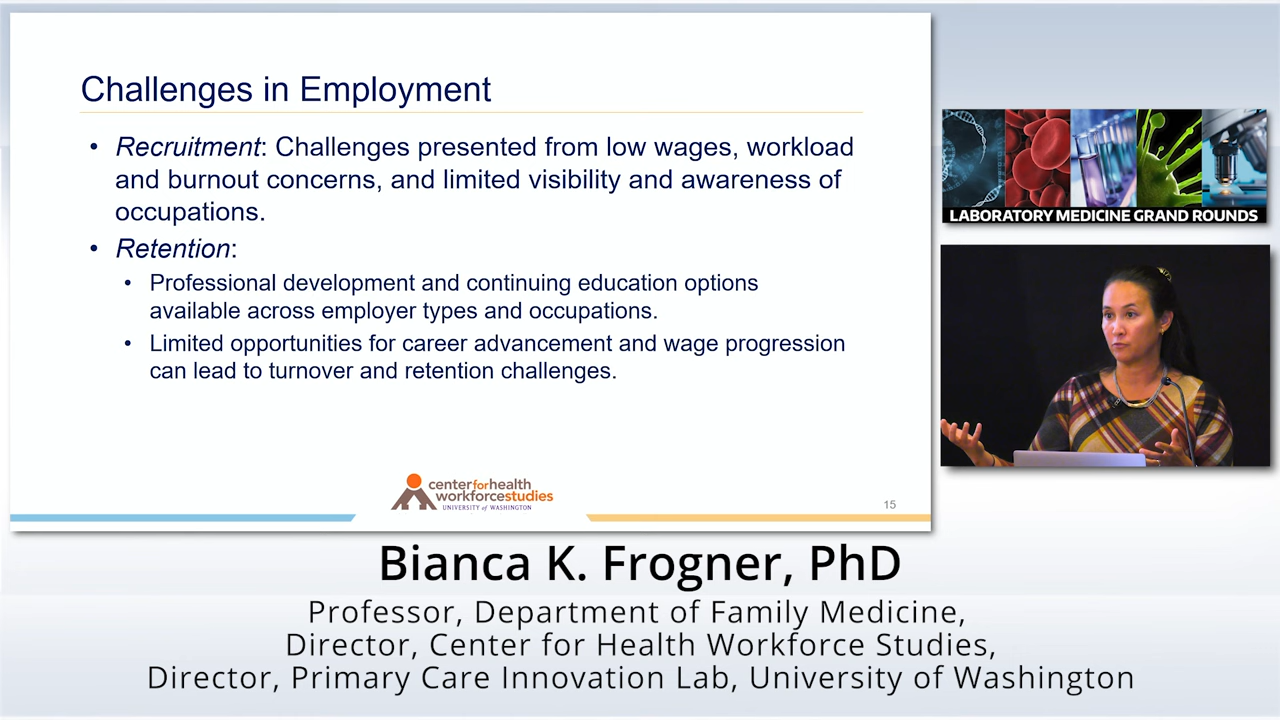 Challenges in Employment
• Recruitment: Challenges presented from low wages, workload
and burnout concerns, and limited visibility and awareness of
occupations.
• Retention:
• Professional development and continuing education options
available across employer types and occupations.
• Limited opportunities for career advancement and wage progression
can lead to turnover and retention challenges.
centerforhealth
workforcestudies
UNIVERSITY of WASHINGTON
15
LABORATORY MEDICINE GRAND ROUNDS
Bianca K. Frogner, PhD
Professor, Department of Family Medicine,
Director, Center for Health Workforce Studies,
Director, Primary Care Innovation Lab, University of Washington